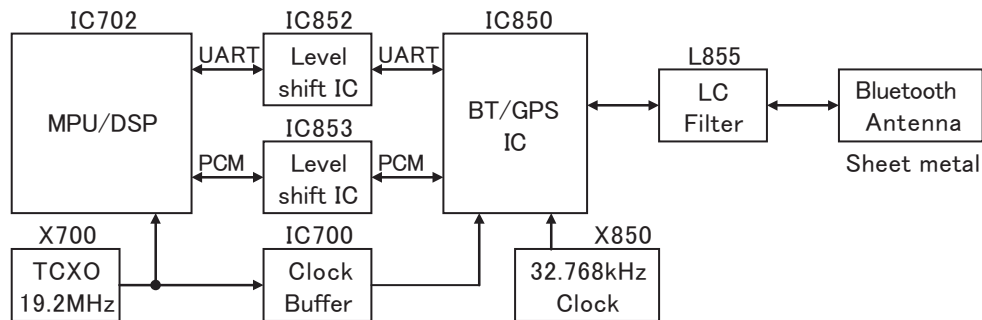 IC702
IC852
IC850
MPU/DSP
UART
Level
shift IC
UART
BT/GPS
IC
L855
LC
Filter
Bluetooth
Antenna
Sheet metal
IC853
PCM
Level
shift IC
PCM
X700
TCXO
19.2MHz
IC700
Clock
Buffer
X850
32.768kHz
Clock